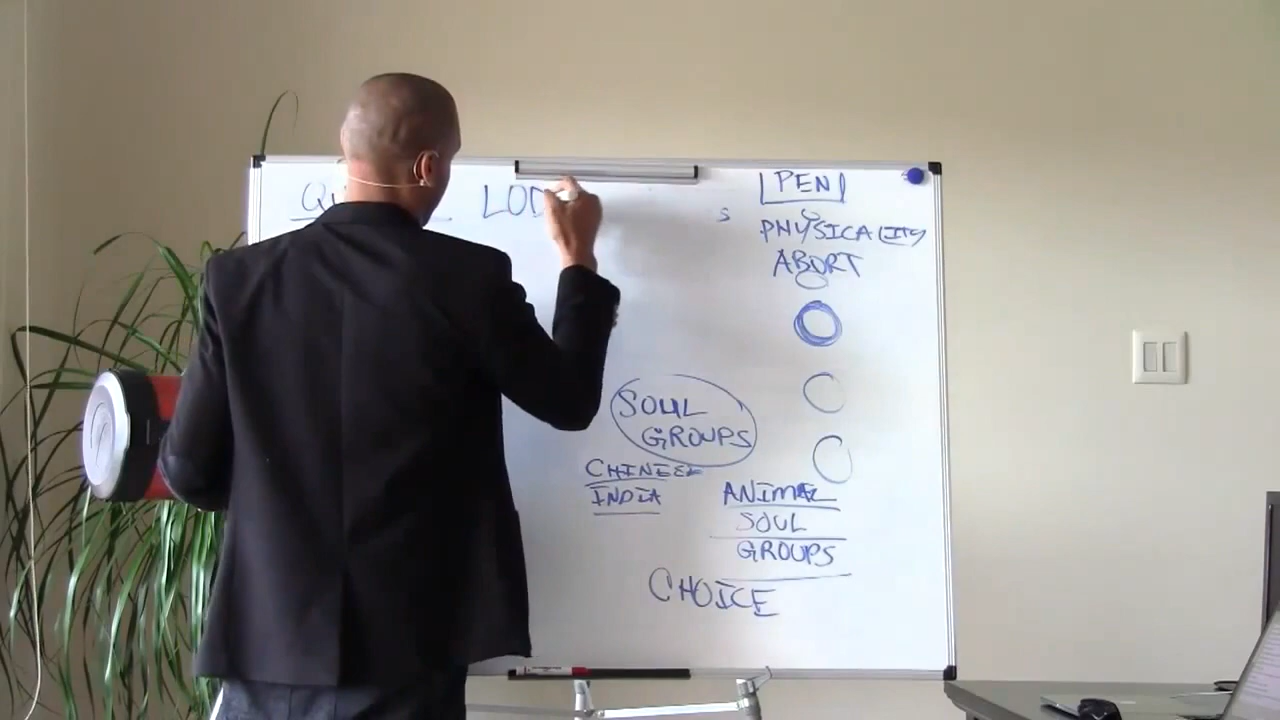 LOD
PEN
S
PHYSICALITY
ABORT
SOUL
GROUPS
CHINESE
INDIA
ANIMAL
SOUL
GROUPS
CHOICE